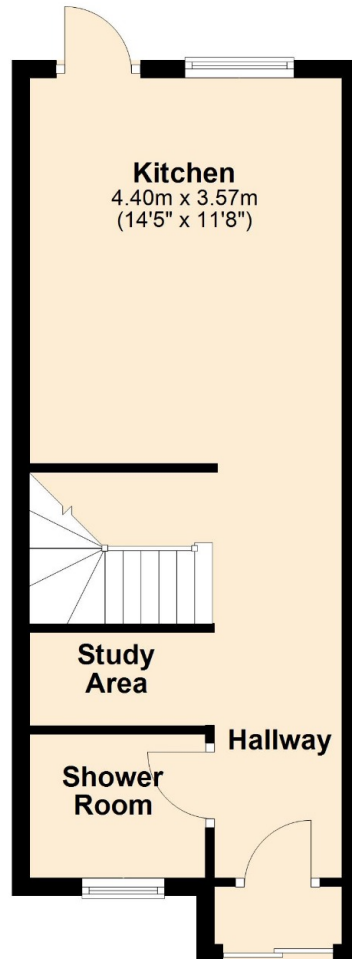 Kitchen
4.40m x 3.57m
(14'5" x 11'8")
Study
Area
Hallway
Shower
Room